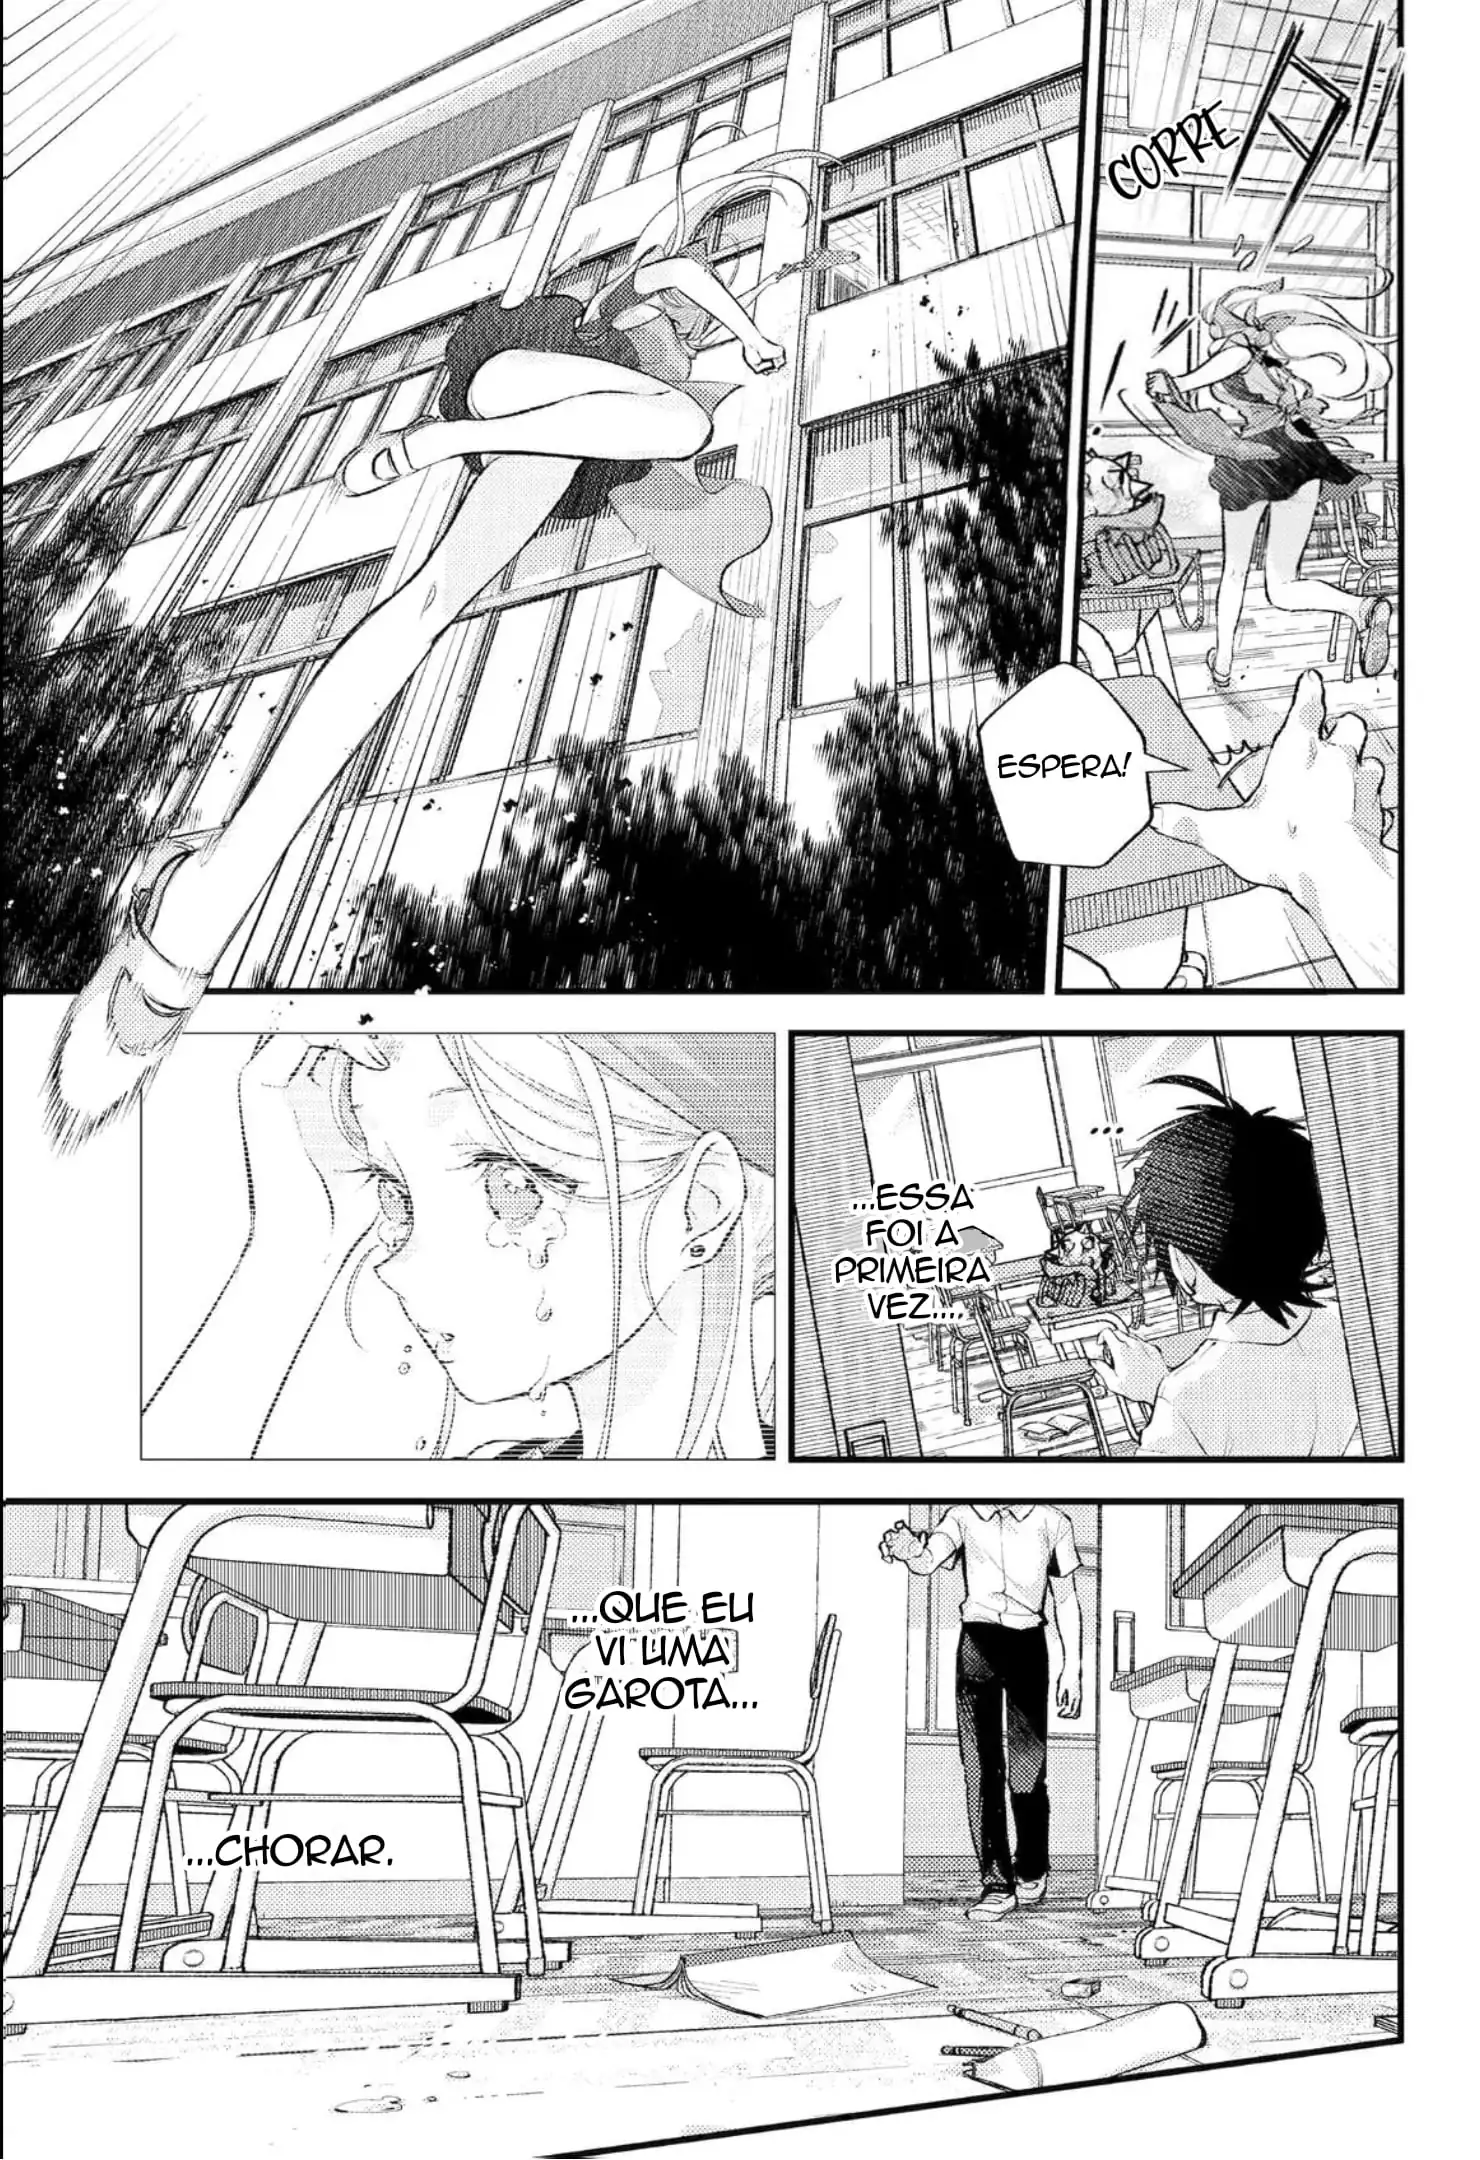 CORRE
ESPERA!
...
...ESSA
FOI A
PRIMEIRA
VEZ....
...QUE EU
VI UMA
GAROTA...
...CHORAR.